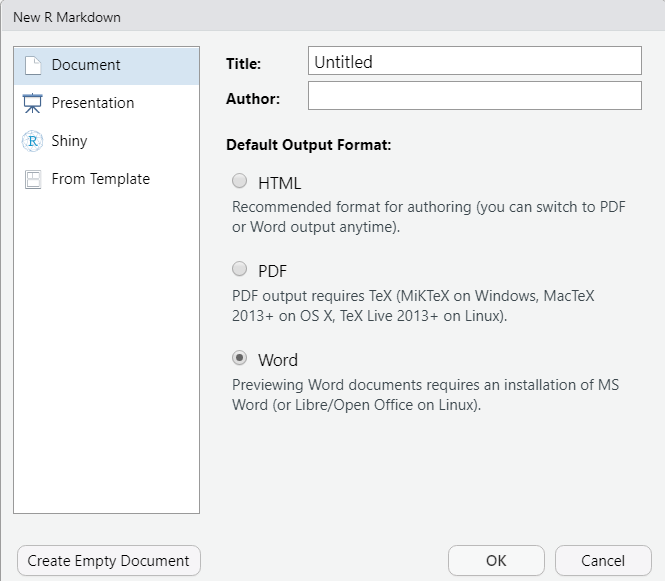 New R Markdown
Document
Presentation
R Shiny
From Template
Title: Untitled
Author:
Default Output Format:
HTML
Recommended format for authoring (you can switch to PDF
or Word output anytime).
PDF
PDF output requires TeX (MiKTeX on Windows, MacTeX
2013+ on OS X, TeX Live 2013+ on Linux).
Word
Previewing Word documents requires an installation of MS
Word (or Libre/Open Office on Linux).
Create Empty Document
OK
Cancel